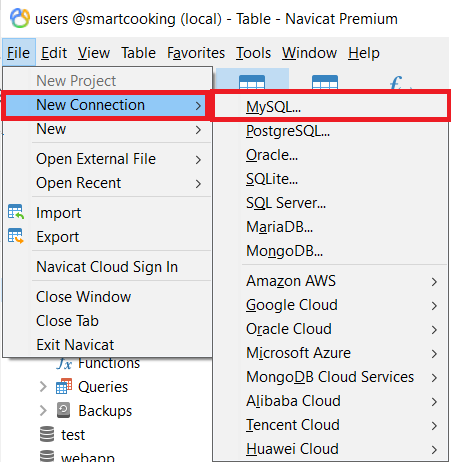 users @smartcooking (local) - Table - Navicat Premium
File Edit View Table Favorites Tools Window Help
New Project
New Connection
New
Open External File
Open Recent
Import
Export
Navicat Cloud Sign In
Close Window
Close Tab
Exit Navicat
MySQL...
PostgreSQL...
Oracle...
SQLite...
SQL Server...
MariaDB...
MongoDB...
Amazon AWS
Google Cloud
Oracle Cloud
Microsoft Azure
MongoDB Cloud Services
Alibaba Cloud
Tencent Cloud
Huawei Cloud
Functions
Queries
Backups
test
webapp